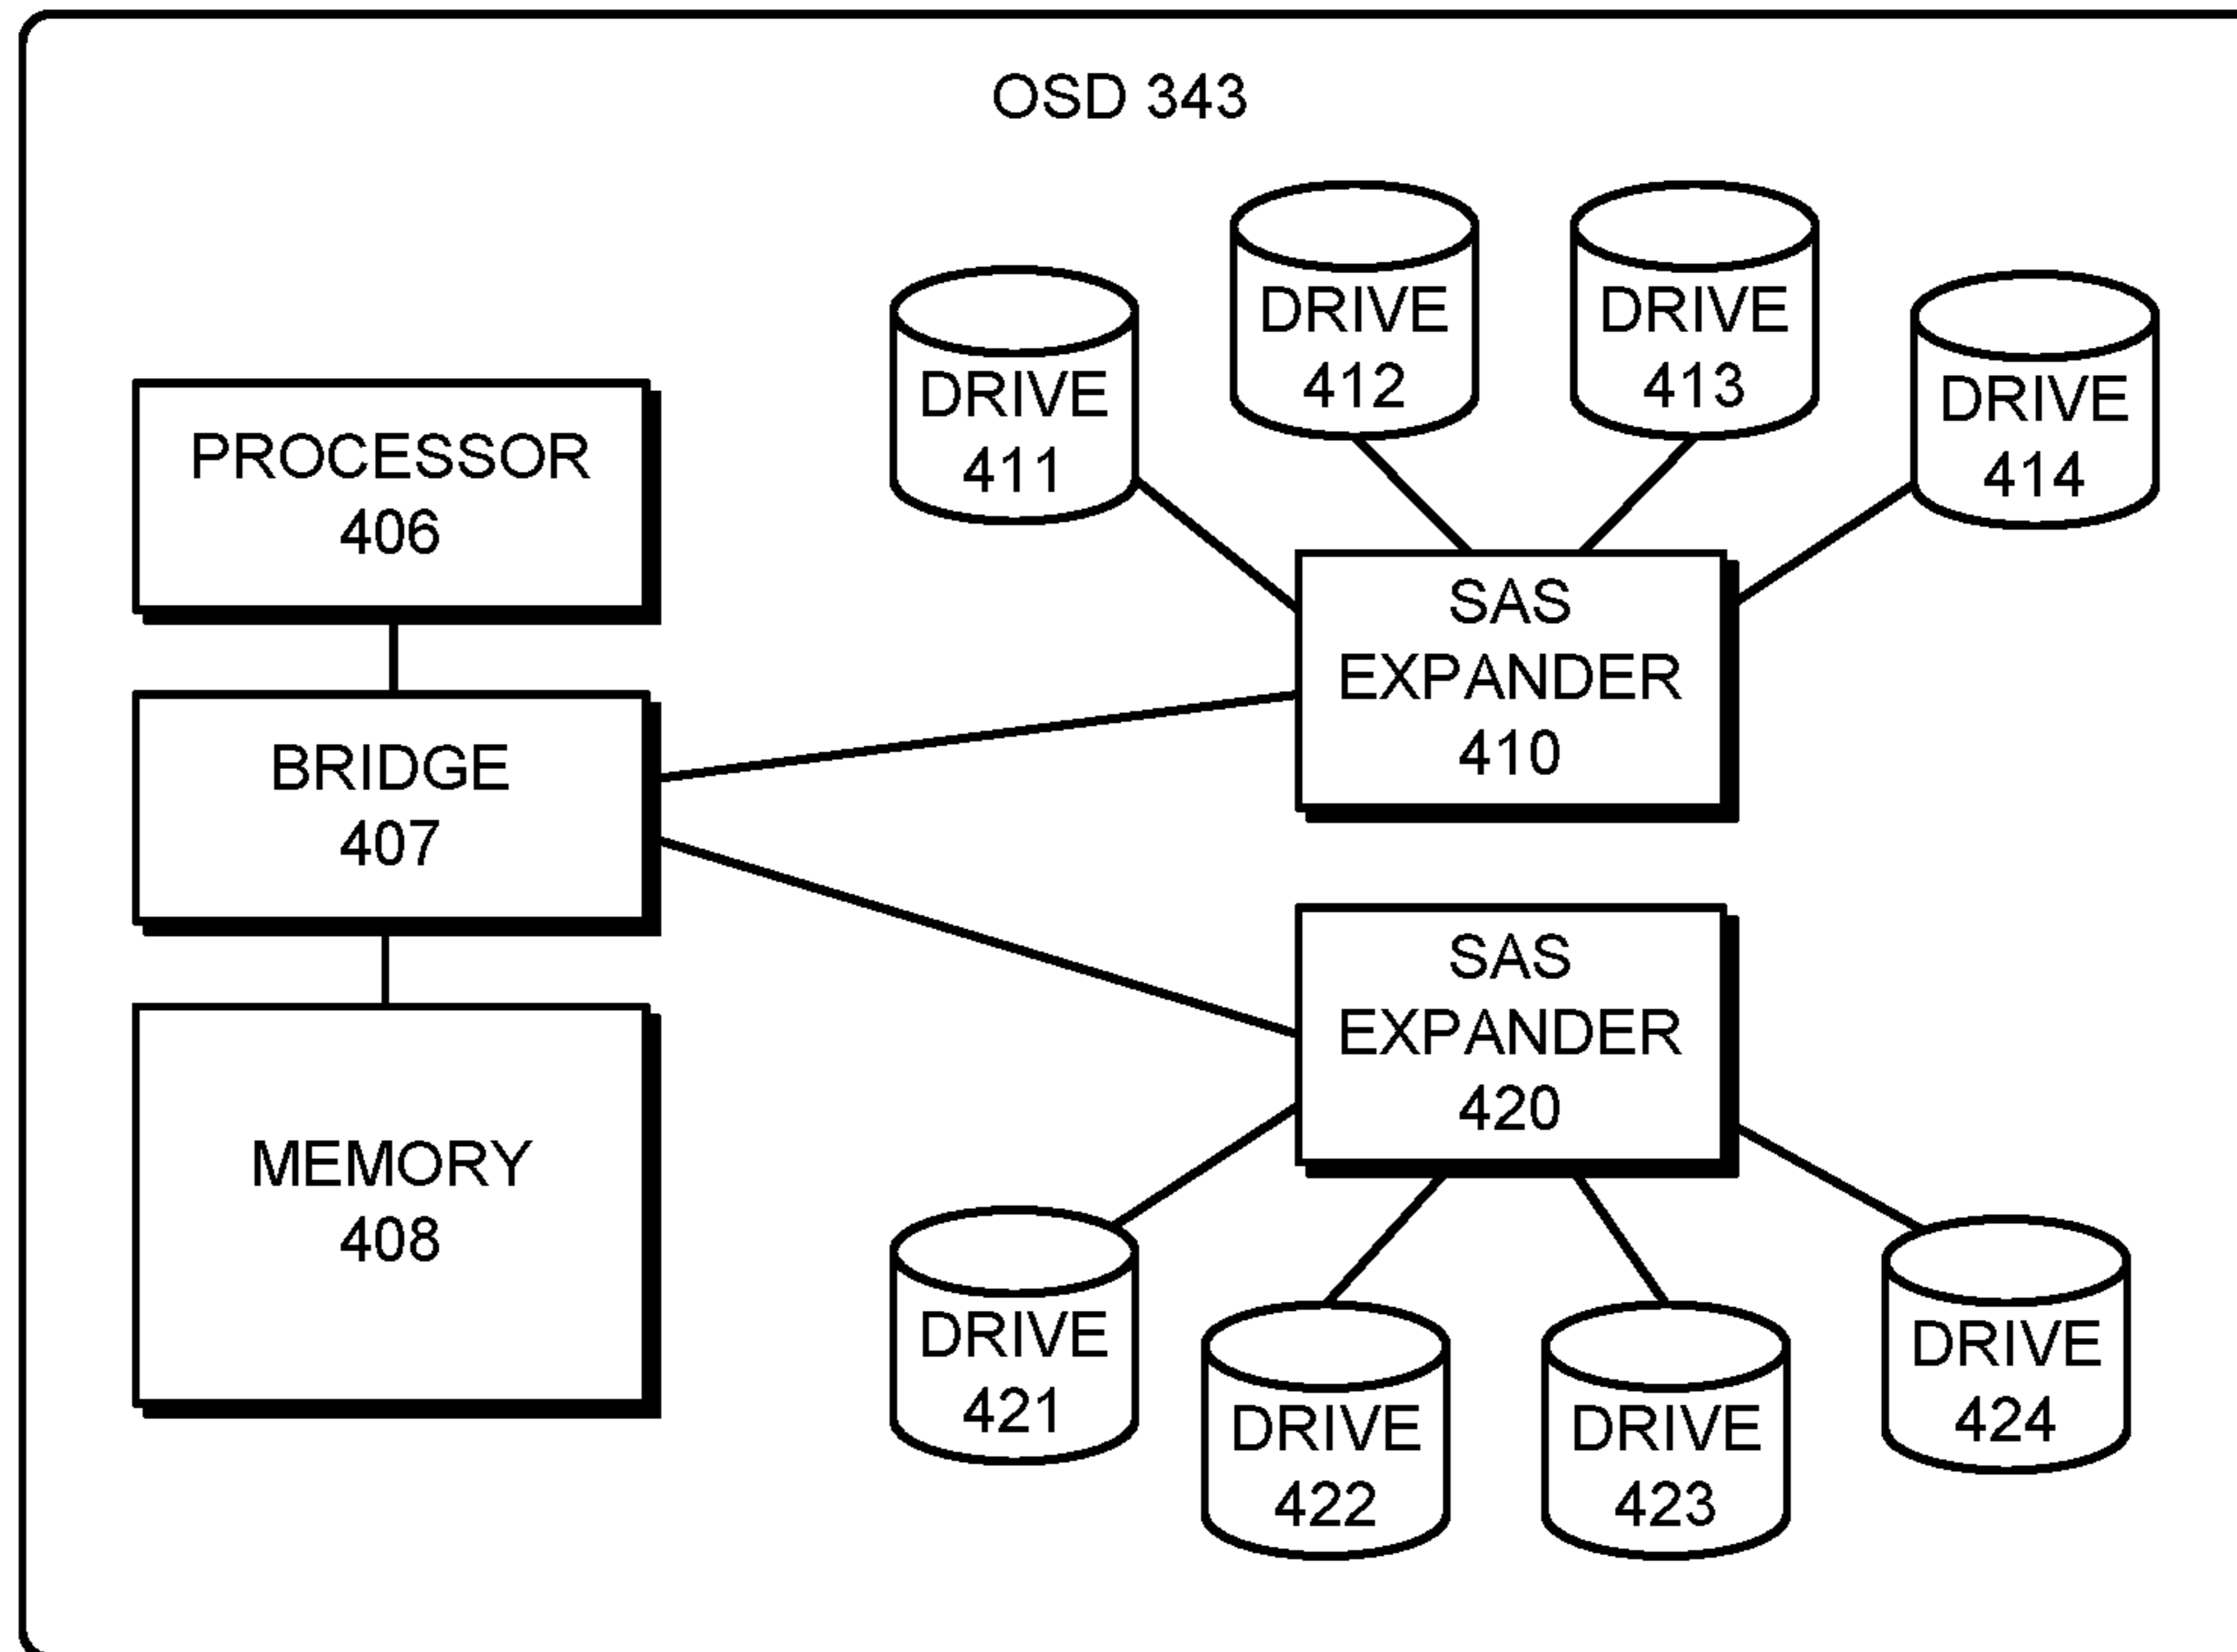 OSD 343
DRIVE
412
DRIVE
413
DRIVE
411
DRIVE
414
PROCESSOR
406
SAS
EXPANDER
410
BRIDGE
407
SAS
EXPANDER
420
MEMORY
408
DRIVE
421
DRIVE
422
DRIVE
423
DRIVE
424